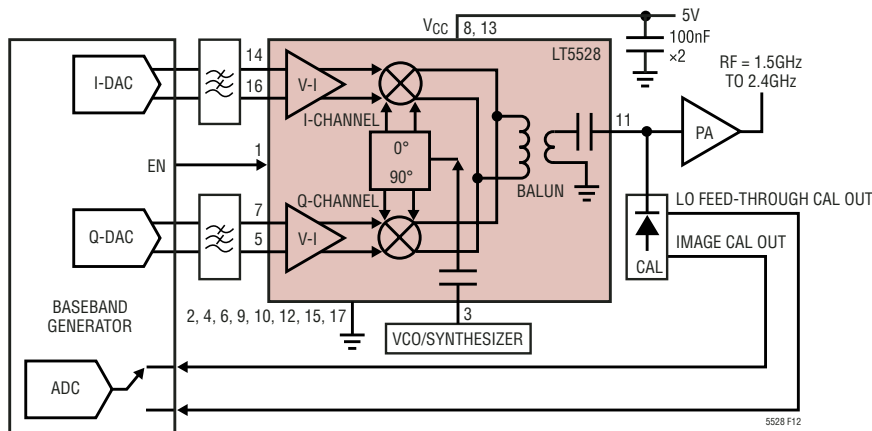 VCC
8, 13
5V
100nF
×2
LT5528
RF = 1.5GHz
TO 2.4GHz
I-DAC
14
16
V-I
I-CHANNEL
11
PA
EN
1
0°
90°
BALUN
Q-CHANNEL
LO FEED-THROUGH CAL OUT
Q-DAC
7
5
V-I
IMAGE CAL OUT
CAL
BASEBAND
GENERATOR
2, 4, 6, 9, 10, 12, 15, 17
3
VCO/SYNTHESIZER
ADC
5528 F12